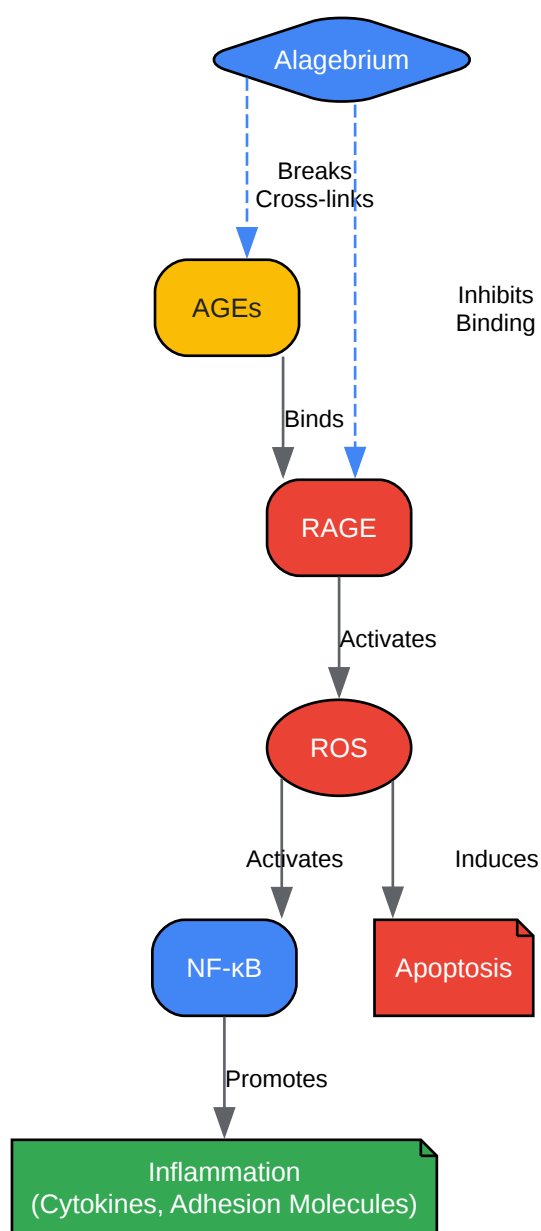 Alagebrium
Breaks
Cross-links
AGEs
Inhibits
Binding
Binds
RAGE
Activates
ROS
Activates
Induces
NF-κB
Apoptosis
Promotes
Inflammation
(Cytokines, Adhesion Molecules)